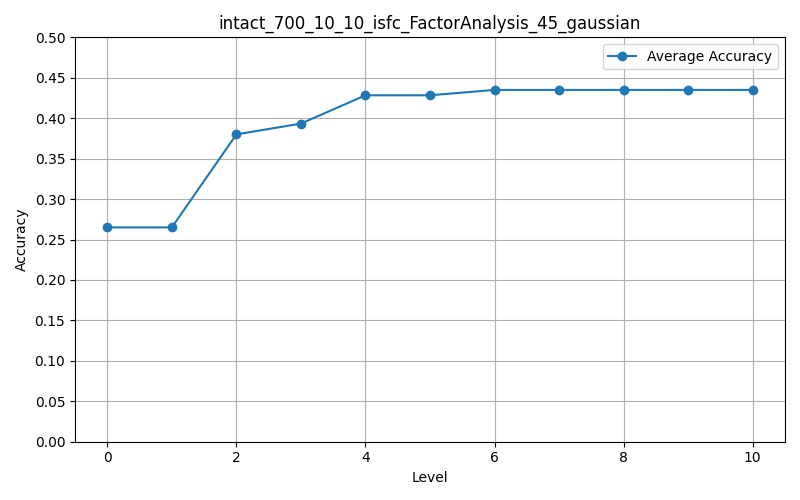 intact_700_10_10_isfc_FactorAnalysis_45_gaussian
Average Accuracy
Accuracy
0.50
0.45
0.40
0.35
0.30
0.25
0.20
0.15
0.10
0.05
0.00
0 2 4 6 8 10
Level